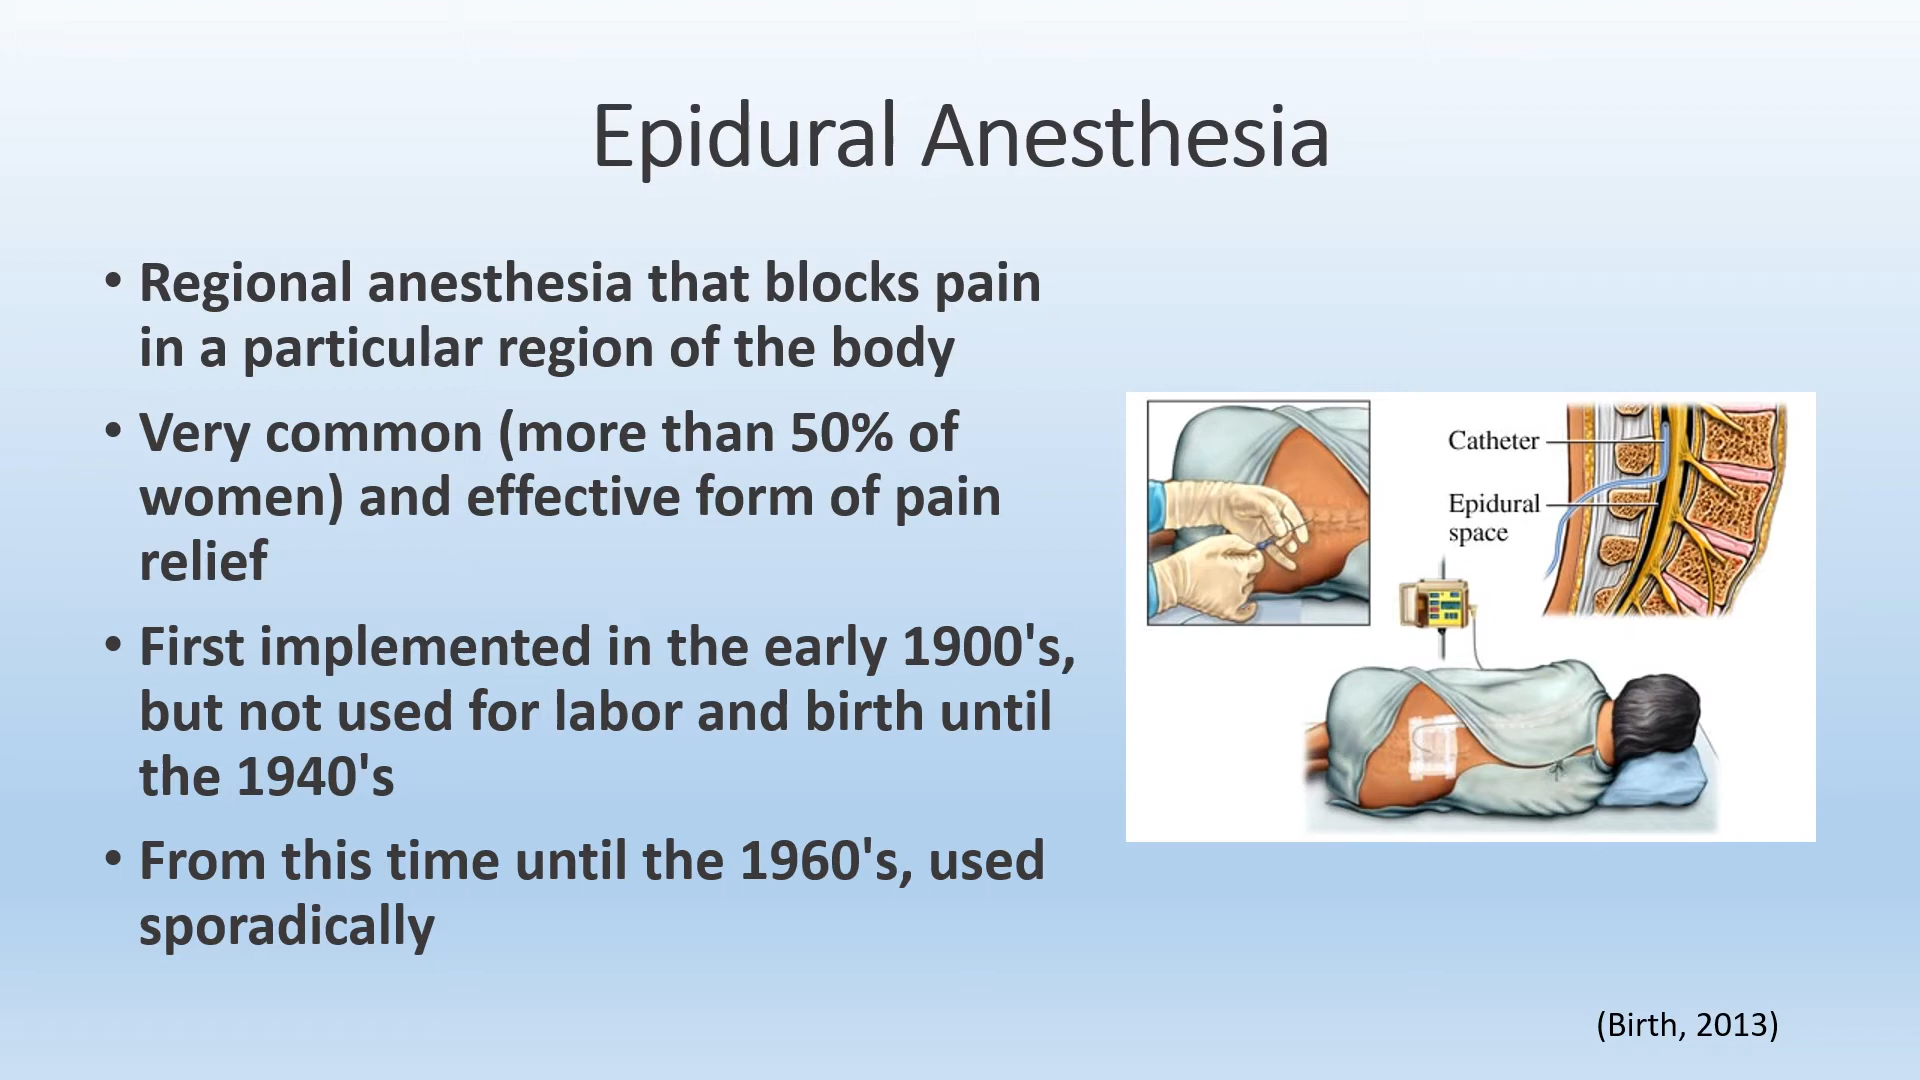 Epidural Anesthesia
• Regional anesthesia that blocks pain
in a particular region of the body
• Very common (more than 50% of
women) and effective form of pain
relief
• First implemented in the early 1900's,
but not used for labor and birth until
the 1940's
• From this time until the 1960's, used
sporadically
Catheter
Epidural
space
(Birth, 2013)